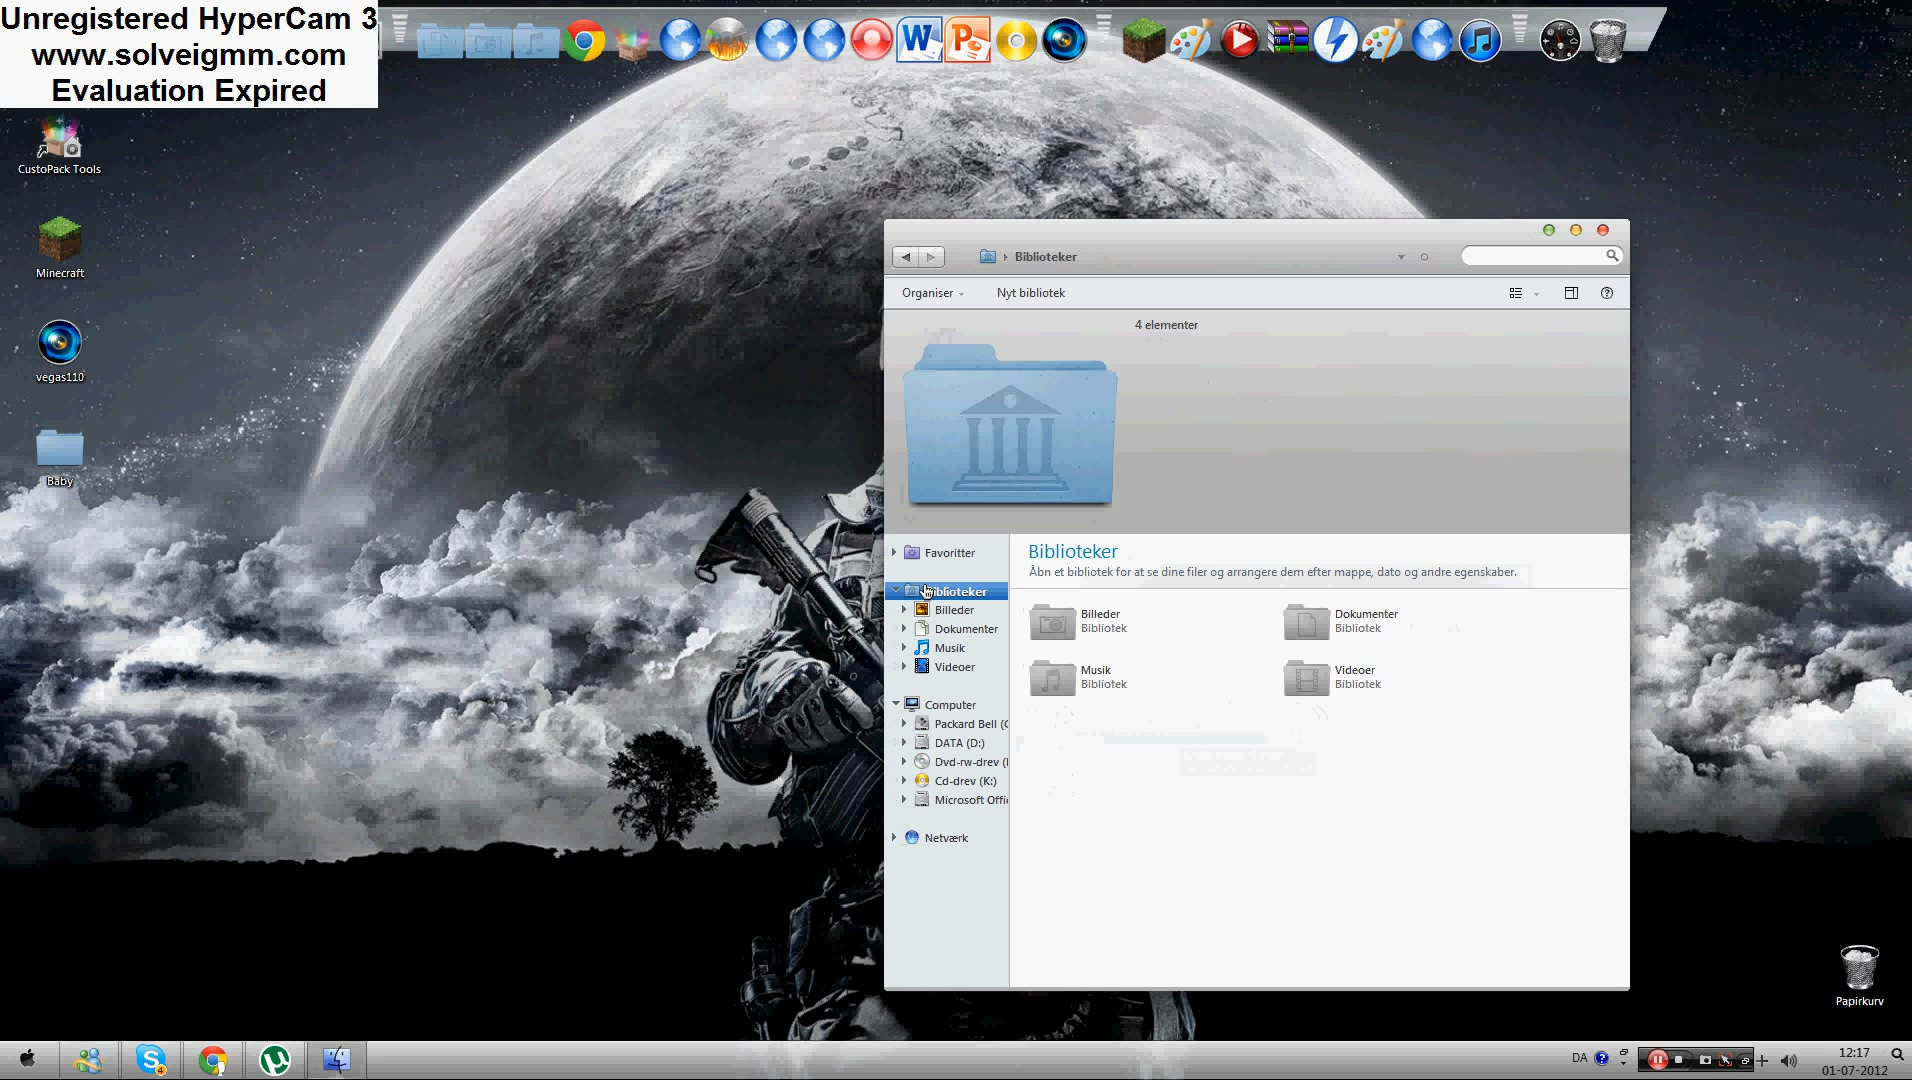 Unregistered HyperCam 3
www.solveigmm.com
Evaluation Expired
CustoPack Tools
Minecraft
vegas110
Baby
Biblioteker
Organiser
Nyt bibliotek
4 elementer
Favoritter
Biblioteker
Billeder
Dokumenter
Musik
Videoer
Computer
Packard Bell (C
DATA (D:)
Dvd-rw-drev (
Cd-drev (K:)
Microsoft Offi
Netværk
Biblioteker
Åbn et bibliotek for at se dine filer og arrangere dem efter mappe, dato og andre egenskaber.
Billeder
Bibliotek
Dokumenter
Bibliotek
Musik
Bibliotek
Videoer
Bibliotek
Papirkurv
DA
12:17
01-07-2012